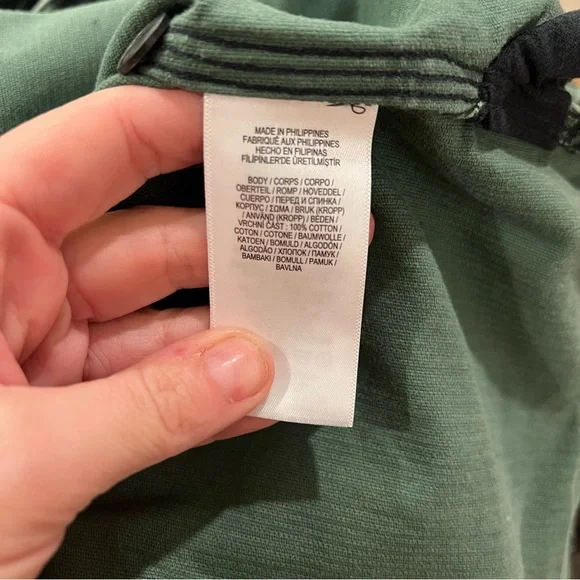 MADE IN PHILIPPINES
FABRIQUÉ AUX PHILIPPINES
HECHO EN FILIPINAS
FİLİPİNLER'DE ÜRETİLMİŞTİR
BODY / CORPS / CORPO /
OBERTEIL / ROMP / HOVEDDEL /
CUERPO / ПЕРЕД И СПИНКА /
КОРПУС / ΣΩΜΑ / BRUK (KROPP)
/ ANVÄND (KROPP) / BEDEN /
VRCHNÍ ČÁST : 100% COTTON /
COTON / COTONE / BAUMWOLLE /
KATOEN / BOMULD / ALGODÓN /
ALGODÃO / ХЛОПОК / ПАМУК /
BAMBAKI / BOMULL / PAMUK /
BAVLNA